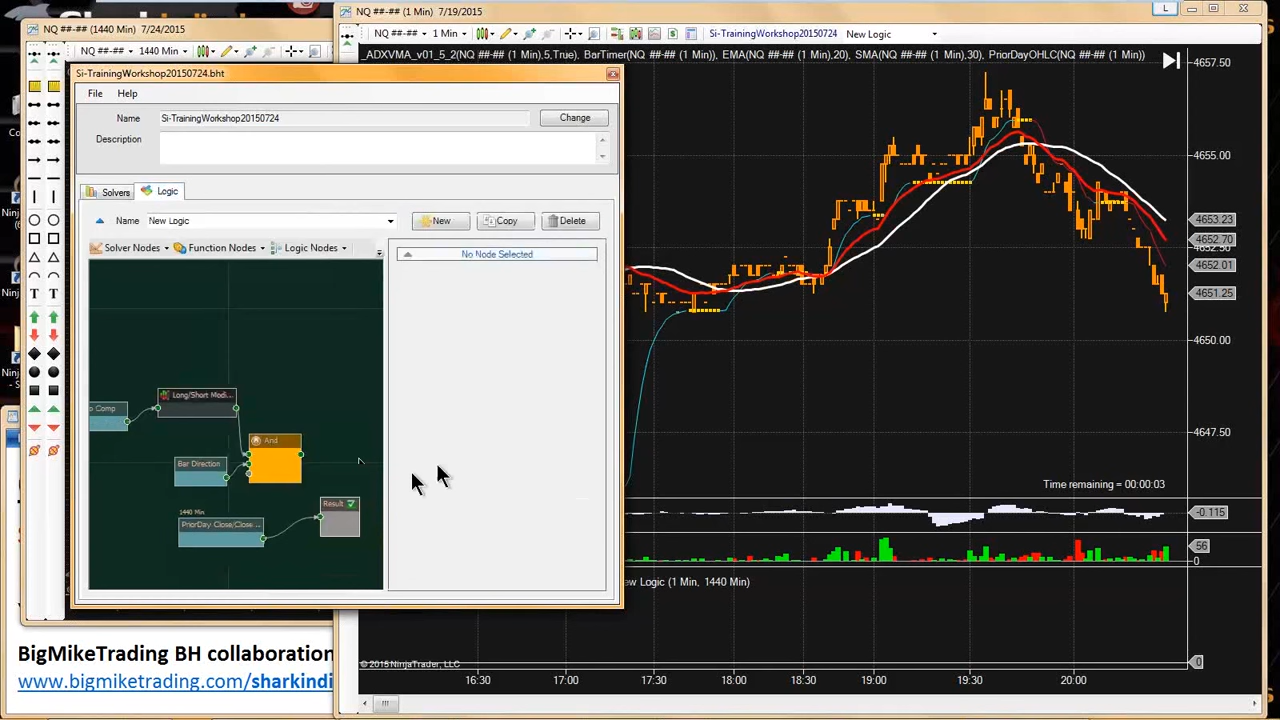 NQ ##-## (1440 Min)  7/24/2015
NQ ##-##
1440 Min
NQ ##-## (1 Min)  7/19/2015
L
NQ ##-##
1 Min
Si-TrainingWorkshop20150724
New Logic
_ADXVMA_v01_5_2(NQ ##-## (1 Min),5,True), BarTimer(NQ ##-## (1 Min)), EMA(NQ ##-## (1 Min),20), SMA(NQ ##-## (1 Min),30), PriorDayOHLC(NQ ##-## (1 Min))
Si-TrainingWorkshop20150724.bht
File
Help
Name
Si-TrainingWorkshop20150724
Change
Description
Solvers
Logic
Name
New Logic
New
Copy
Delete
Solver Nodes
Function Nodes
Logic Nodes
No Node Selected
o Comp
Long/Short Modi...
And
Bar Direction
1440 Min
PriorDay Close/Close ...
Result
T
T
4657.50
4655.00
4653.23
4652.70
4652.01
4651.25
4650.00
4647.50
Time remaining = 00:00:03
-0.115
56
0
ew Logic (1 Min, 1440 Min)
0
© 2015 NinjaTrader, LLC
16:30
17:00
17:30
18:00
18:30
19:00
19:30
20:00
BigMikeTrading BH collaboration
www.bigmiketrading.com/sharkindi